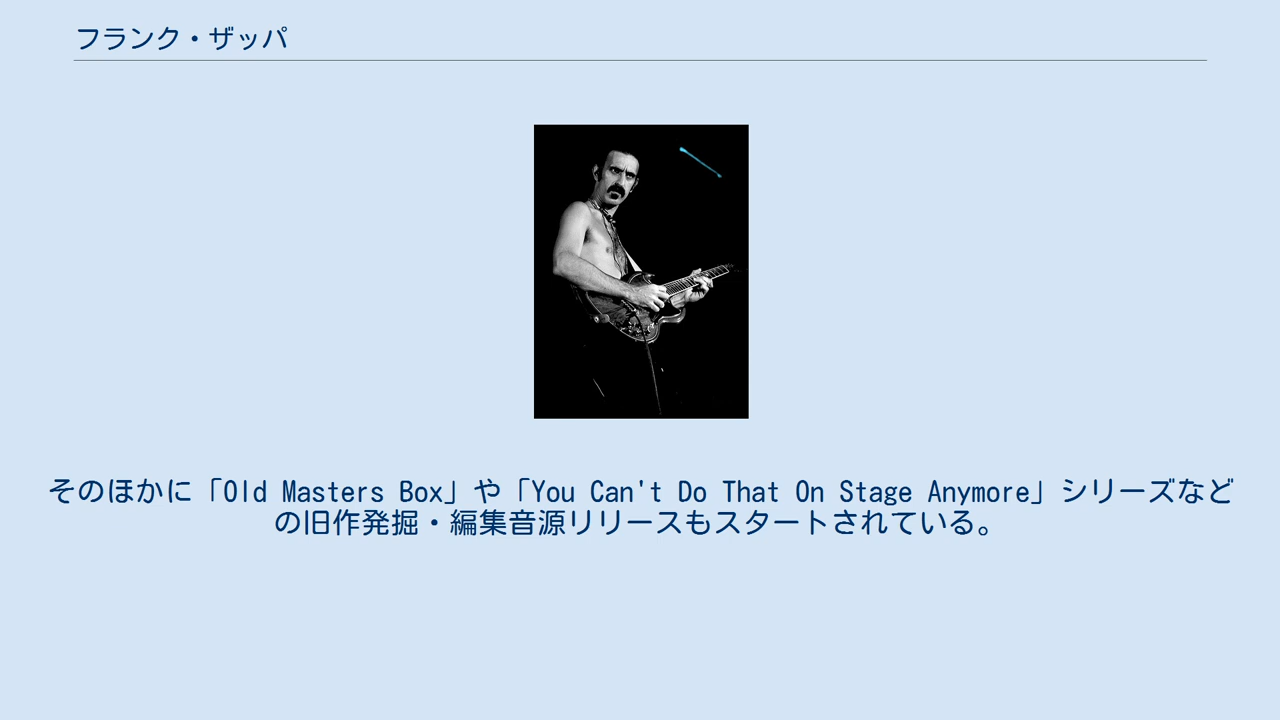 フランク・ザッパ
そのほかに「Old Masters Box」や「You Can't Do That On Stage Anymore」シリーズなど
の旧作発掘・編集音源リリースもスタートされている。